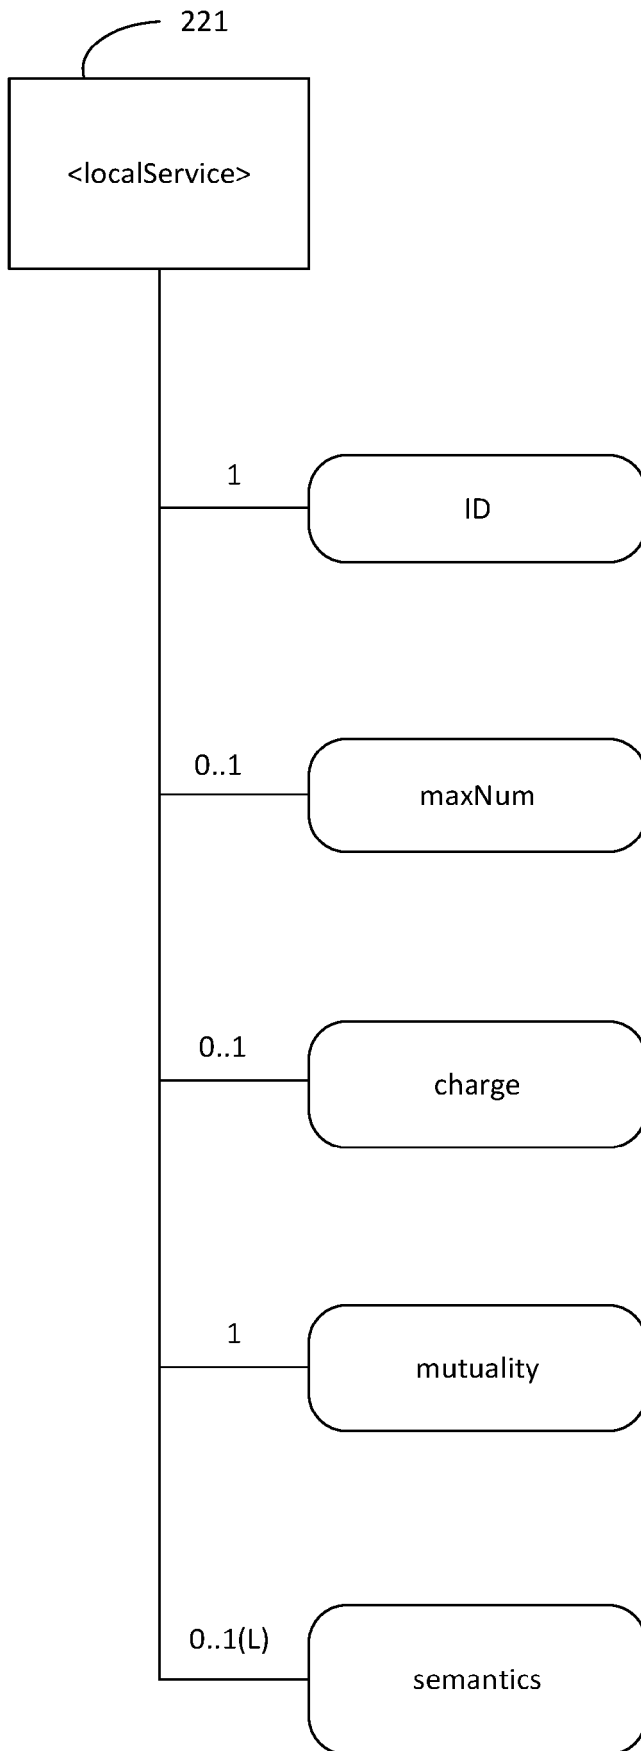 221
<localService>
1
ID
0..1
maxNum
0..1
charge
1
mutuality
0..1(L)
semantics